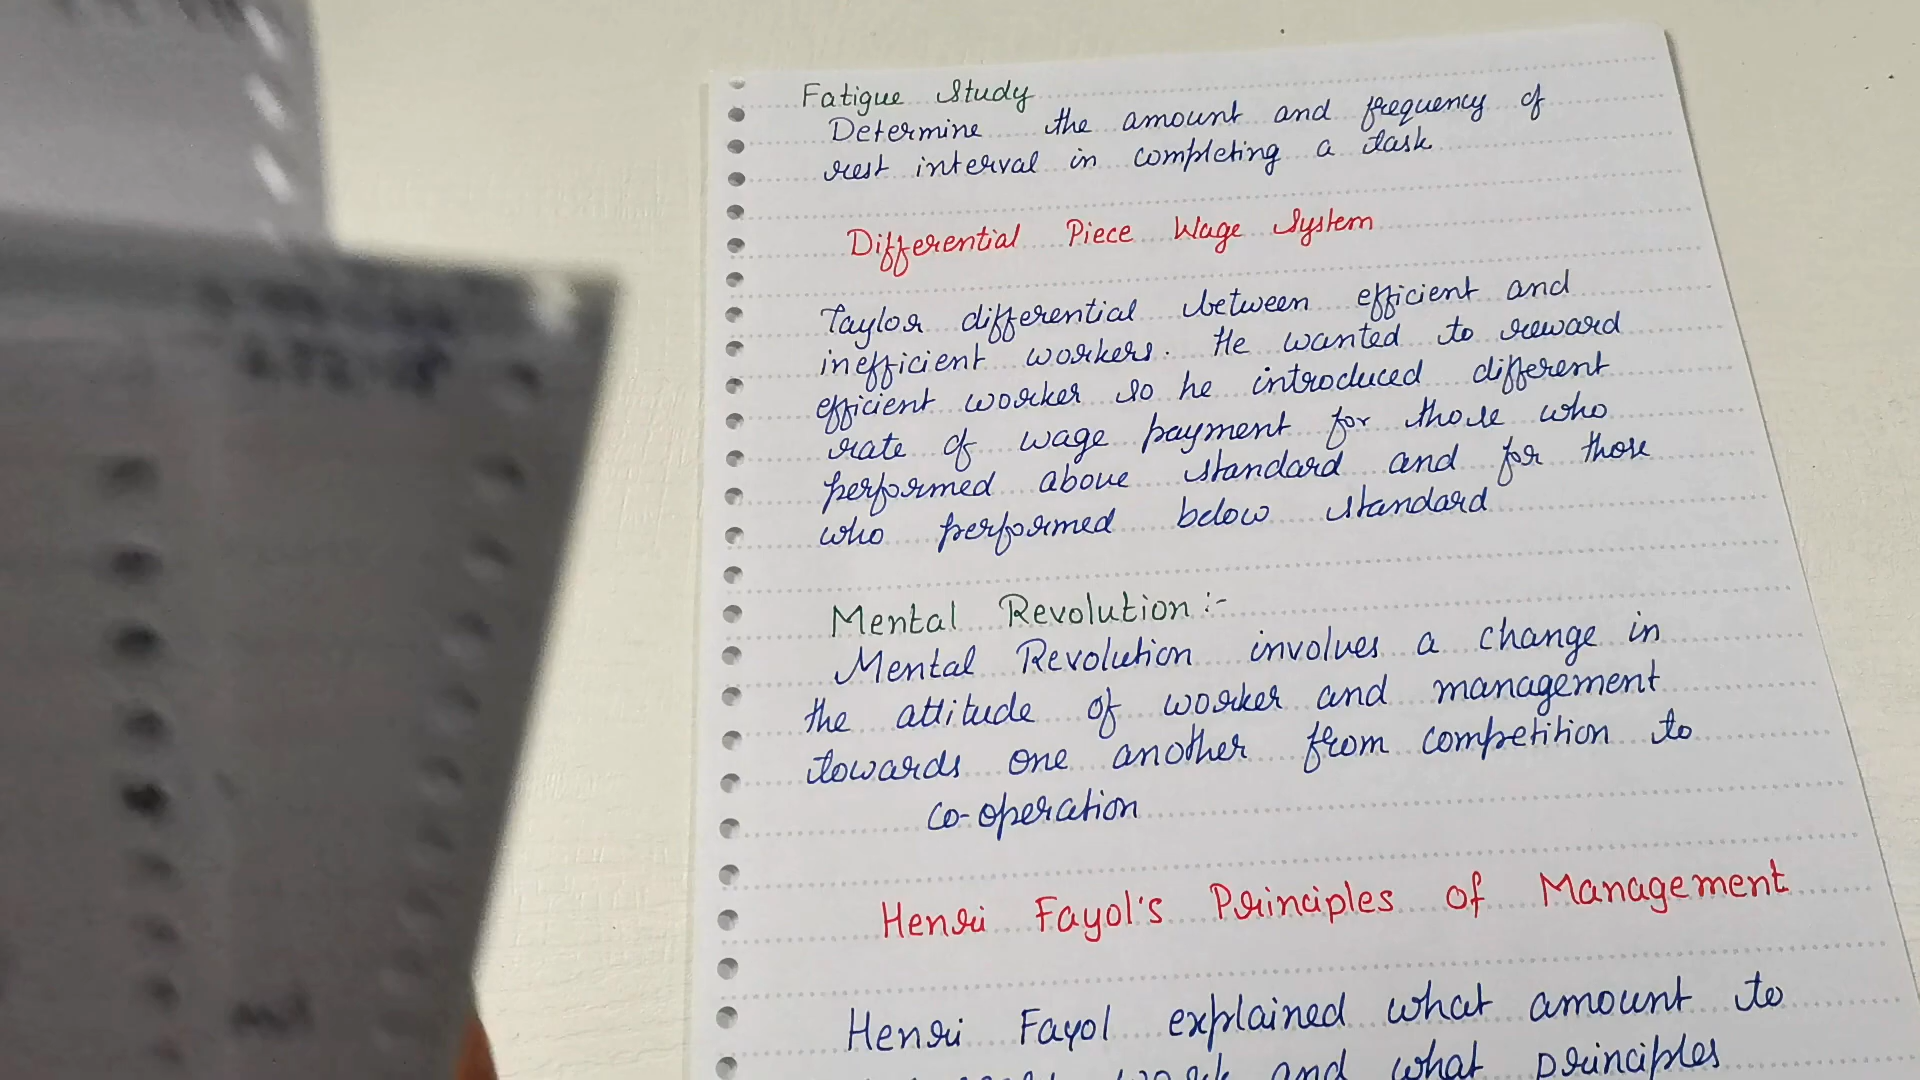 Fatigue Study
Determine the amount and frequency of
rest interval in completing a task
Differential Piece Wage System
Taylor differential between efficient and
inefficient workers. He wanted to reward
efficient worker so he introduced different
rate of wage payment for those who
performed above standard and for those
who performed below standard
Mental Revolution :-
Mental Revolution involves a change in
the attitude of worker and management
towards one another from competition to
co-operation
Henri Fayol's Principles of Management
Henri Fayol explained what amount to
work and what principles